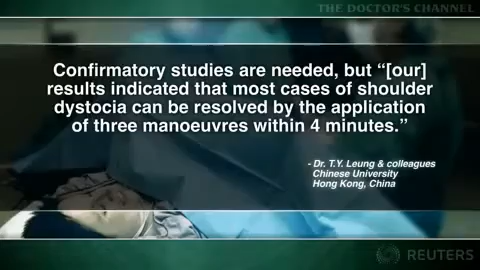 THE DOCTOR'S CHANNEL
Confirmatory studies are needed, but “[our]
results indicated that most cases of shoulder
dystocia can be resolved by the application
of three manoeuvres within 4 minutes.”
- Dr. T.Y. Leung & colleagues
Chinese University
Hong Kong, China
REUTERS